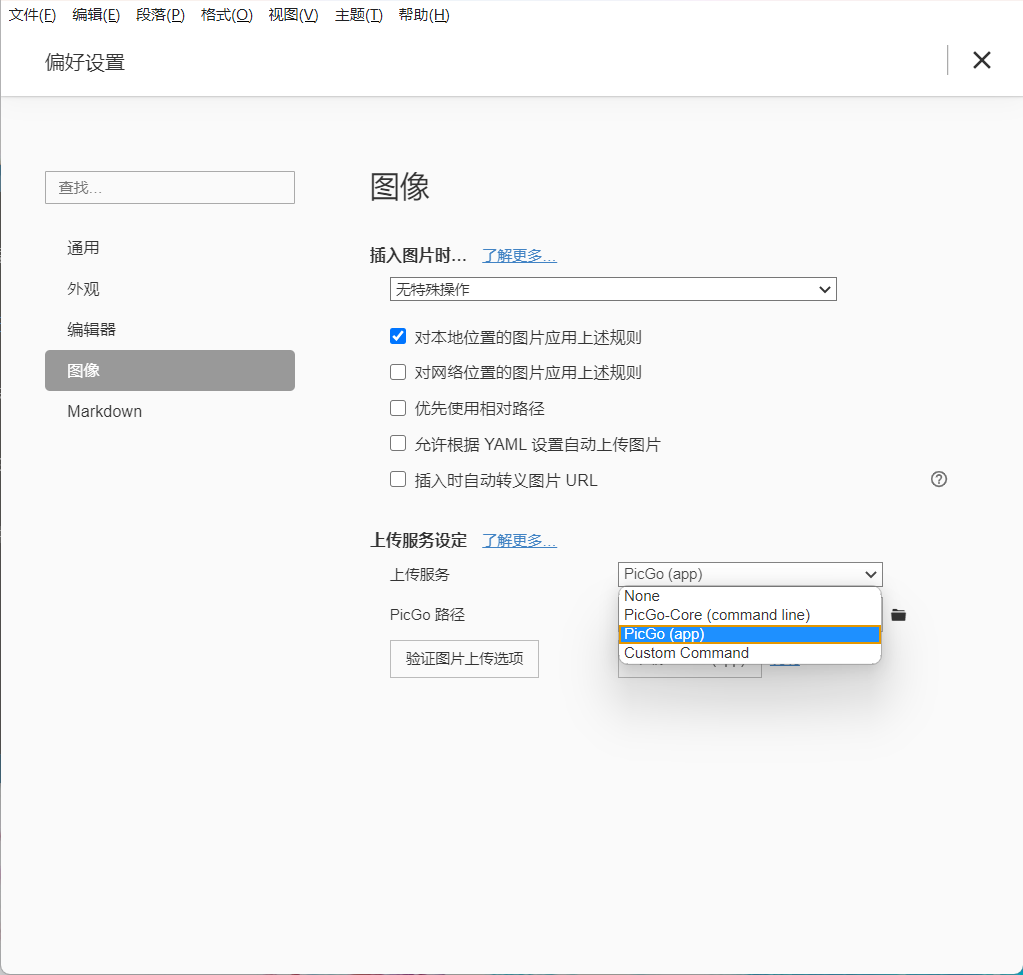 文件(F) 编辑(E) 段落(P) 格式(O) 视图(V) 主题(T) 帮助(H)
偏好设置
查找...
通用
外观
编辑器
图像
Markdown
图像
插入图片时... 了解更多...
无特殊操作
对本地位置的图片应用上述规则
对网络位置的图片应用上述规则
优先使用相对路径
允许根据 YAML 设置自动上传图片
插入时自动转义图片 URL
上传服务设定 了解更多...
上传服务 PicGo (app)
None
PicGo 路径 PicGo-Core (command line)
PicGo (app)
Custom Command
验证图片上传选项